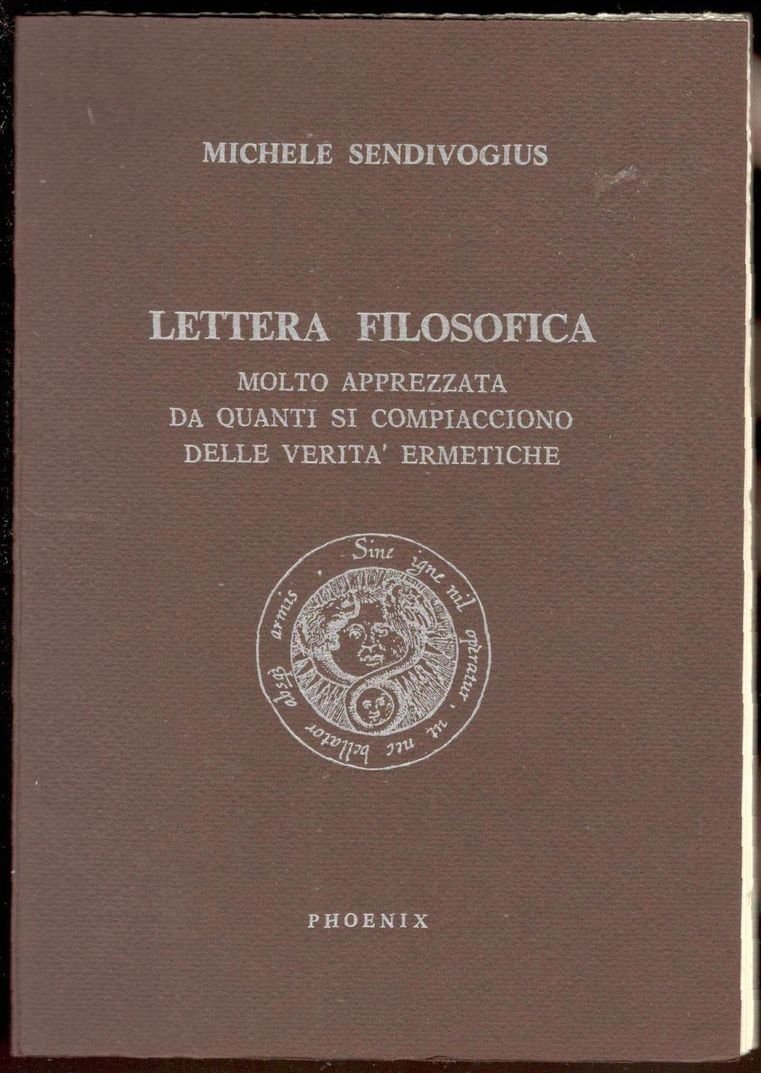 MICHELE SENDIVOGIUS
LETTERA FILOSOFICA
MOLTO APPREZZATA
DA QUANTI SI COMPIACCIONO
DELLE VERITA' ERMETICHE
Sine igne nil operatur, ut nec bellator absqꝫ armis.
PHOENIX